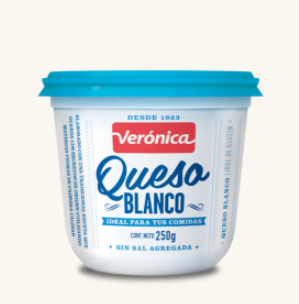 DESDE 1923
Verónica
Queso
BLANCO
IDEAL PARA TUS COMIDAS
CONT. NETO 250g
SIN SAL AGREGADA
QUESO BLANCO LIBRE DE GLUTEN